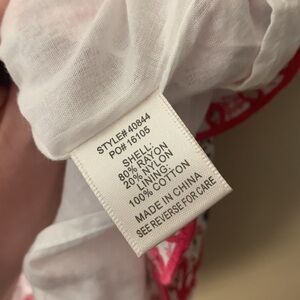 STYLE# 40844
PO# 16105
SHELL:
80% RAYON
20% NYLON
LINING:
100% COTTON
MADE IN CHINA
SEE REVERSE FOR CARE